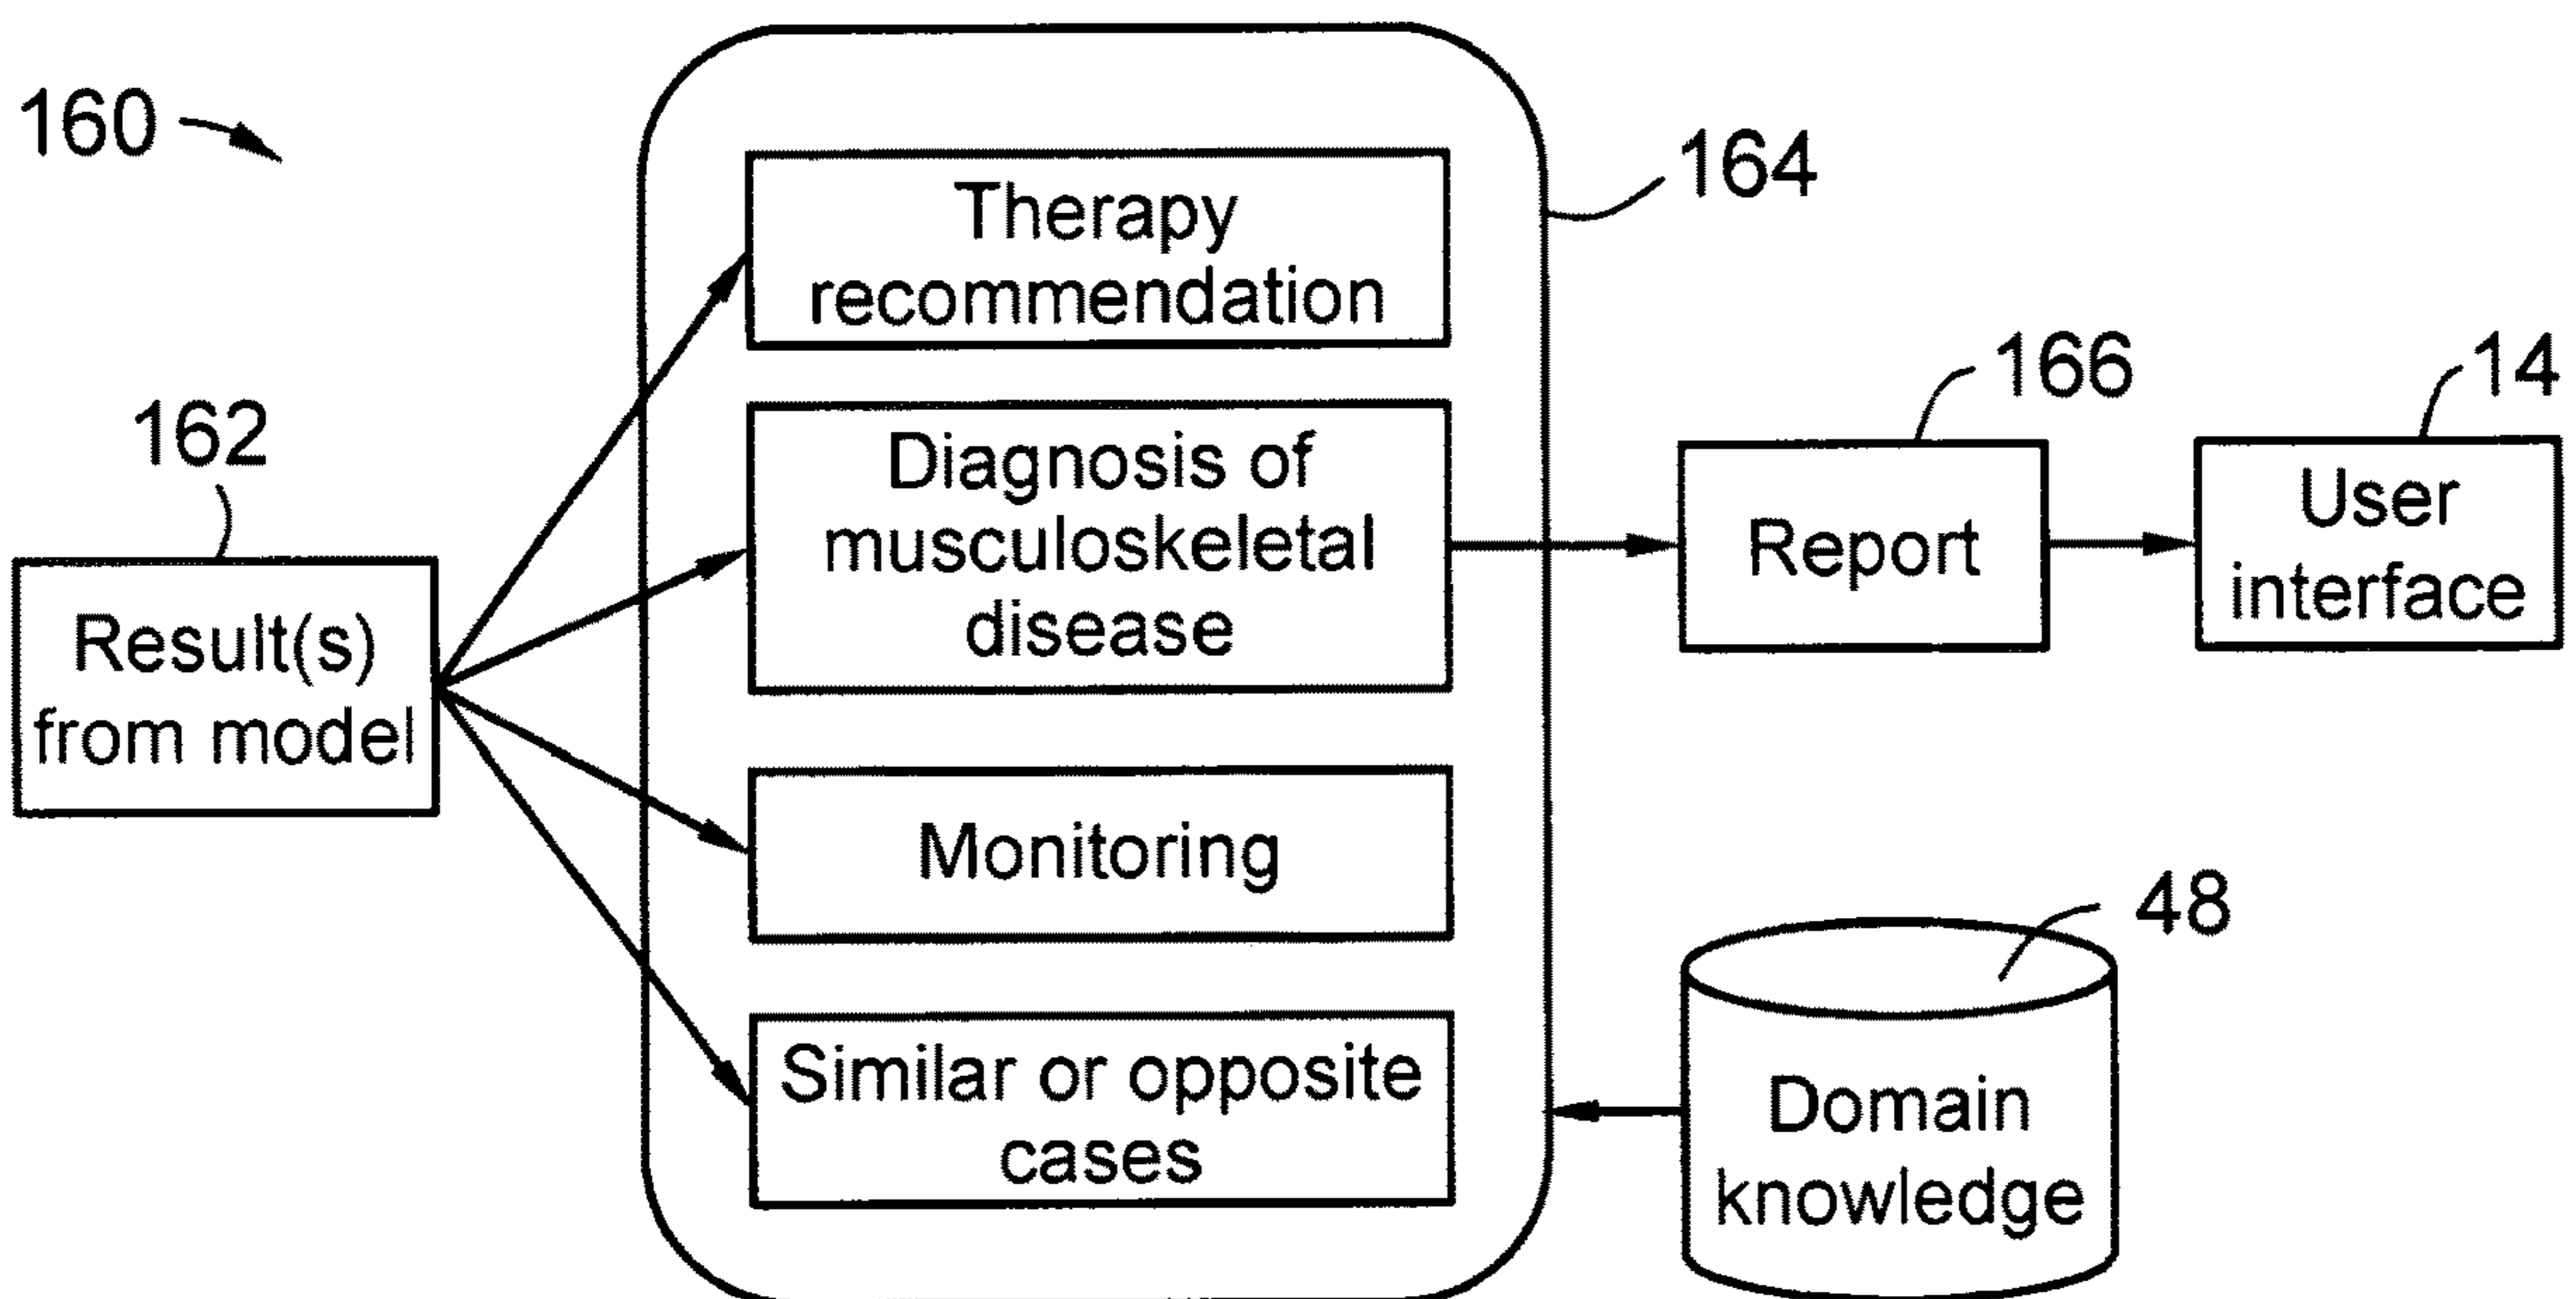 160
162
Result(s)
from model
164
Therapy
recommendation
Diagnosis of
musculoskeletal
disease
Monitoring
Similar or opposite
cases
166
Report
14
User
interface
48
Domain
knowledge